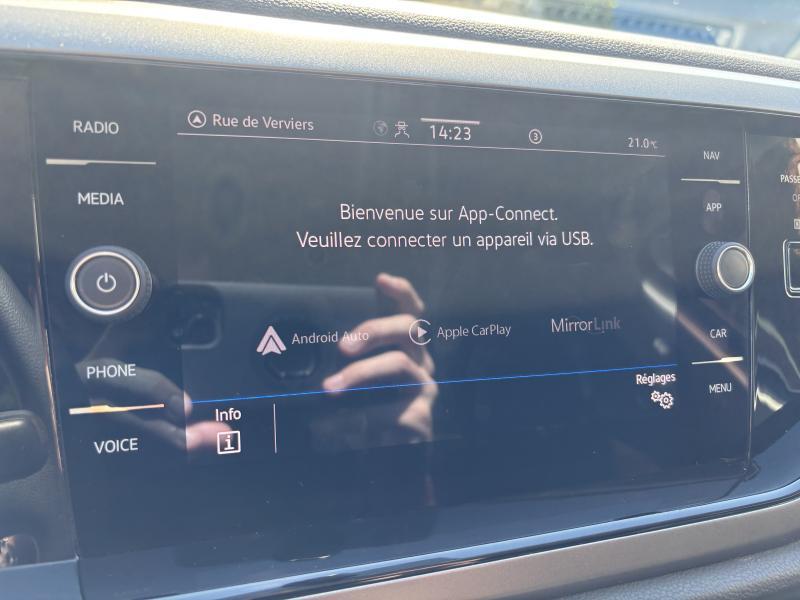 RADIO
MEDIA
PHONE
VOICE
Rue de Verviers
14:23
3
21.0°C
Bienvenue sur App-Connect.
Veuillez connecter un appareil via USB.
Android Auto
Apple CarPlay
MirrorLink
Info
i
Réglages
NAV
APP
CAR
MENU